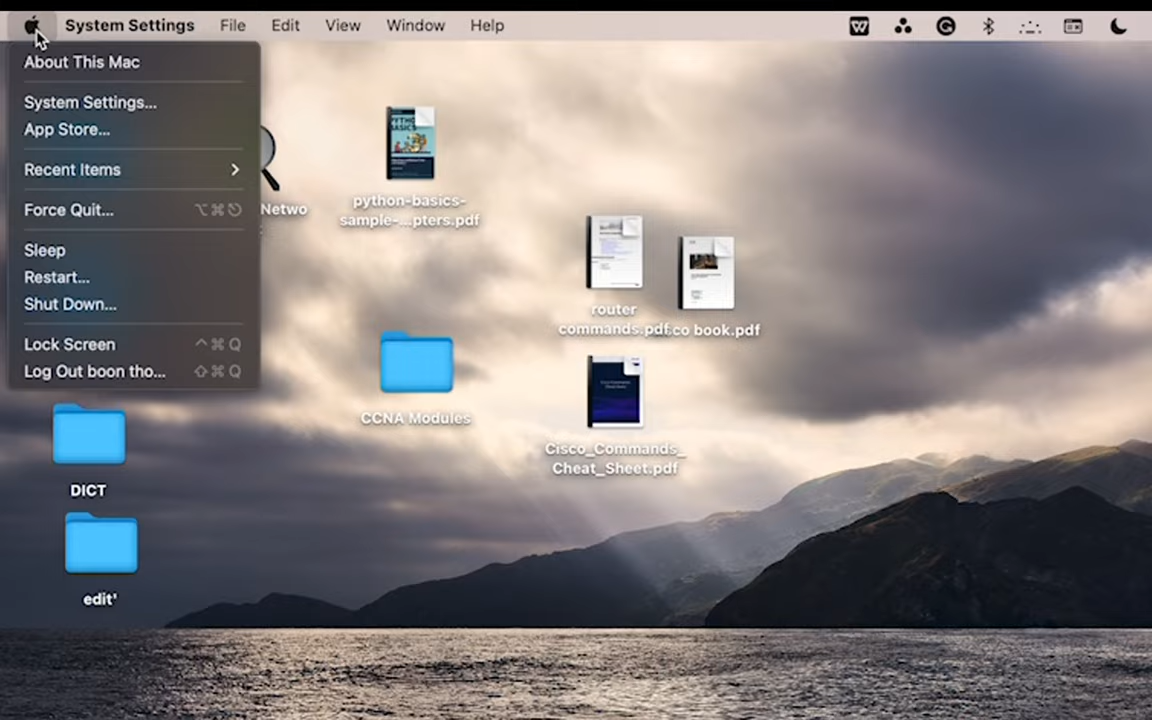 System Settings File Edit View Window Help
About This Mac
System Settings...
App Store...
Recent Items
Force Quit... ⌥⌘⎋
Sleep
Restart...
Shut Down...
Lock Screen ^⌘Q
Log Out boon tho... ⇧⌘Q
Netwo
python-basics-
sample-...pters.pdf
router
commands.pdf
co book.pdf
CCNA Modules
Cisco_Commands_
Cheat_Sheet.pdf
DICT
edit'